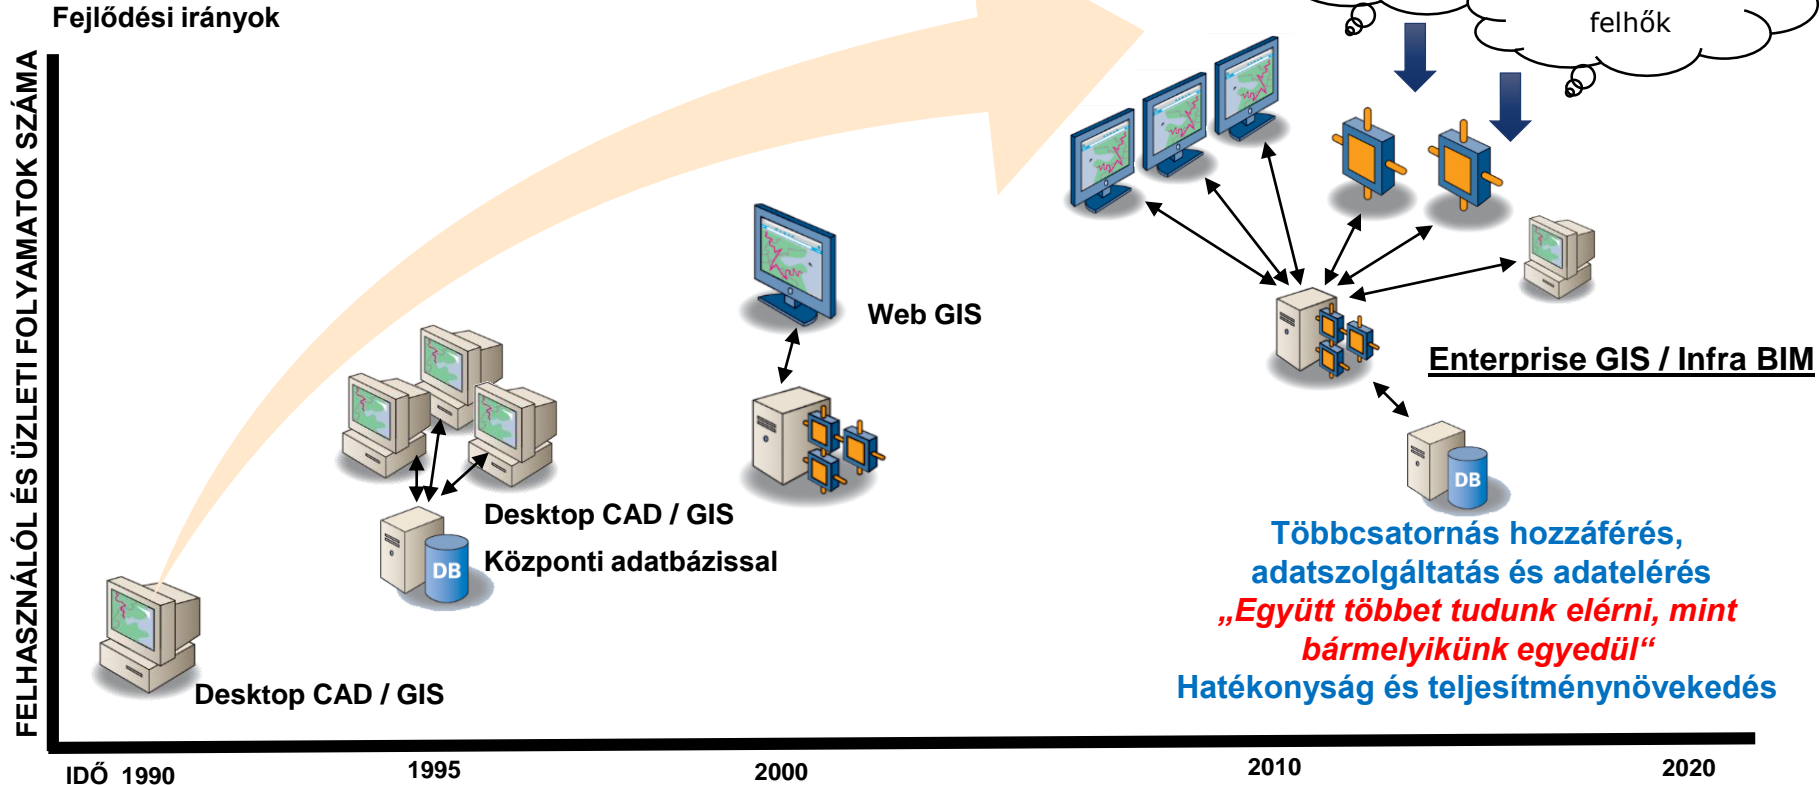 Fejlődési irányok
felhők
FELHASZNÁLÓI ÉS ÜZLETI FOLYAMATOK SZÁMA
Web GIS
Enterprise GIS / Infra BIM
DB
Desktop CAD / GIS
Központi adatbázissal
DB
Többcsatornás hozzáférés,
adatszolgáltatás és adatelérés
„Együtt többet tudunk elérni, mint
bármelyikünk egyedül“
Hatékonyság és teljesítménynövekedés
Desktop CAD / GIS
IDŐ 1990
1995
2000
2010
2020